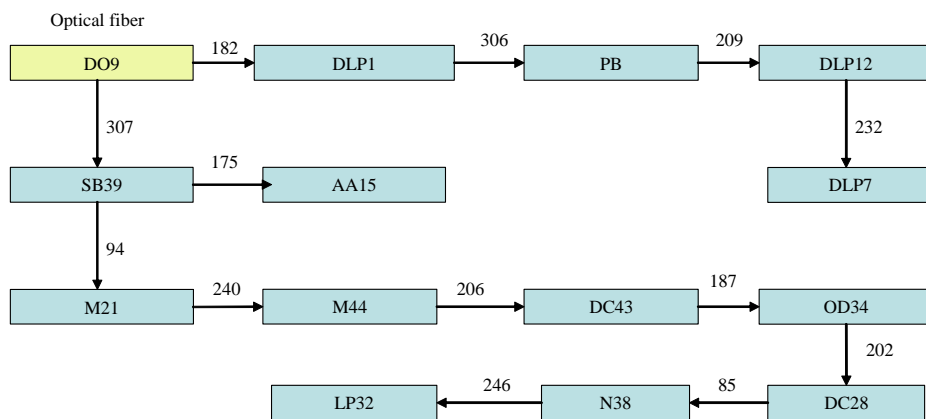 Optical fiber
182
306
209
DO9
DLP1
PB
DLP12
307
232
175
SB39
AA15
DLP7
94
240
206
187
M21
M44
DC43
OD34
202
246
85
LP32
N38
DC28